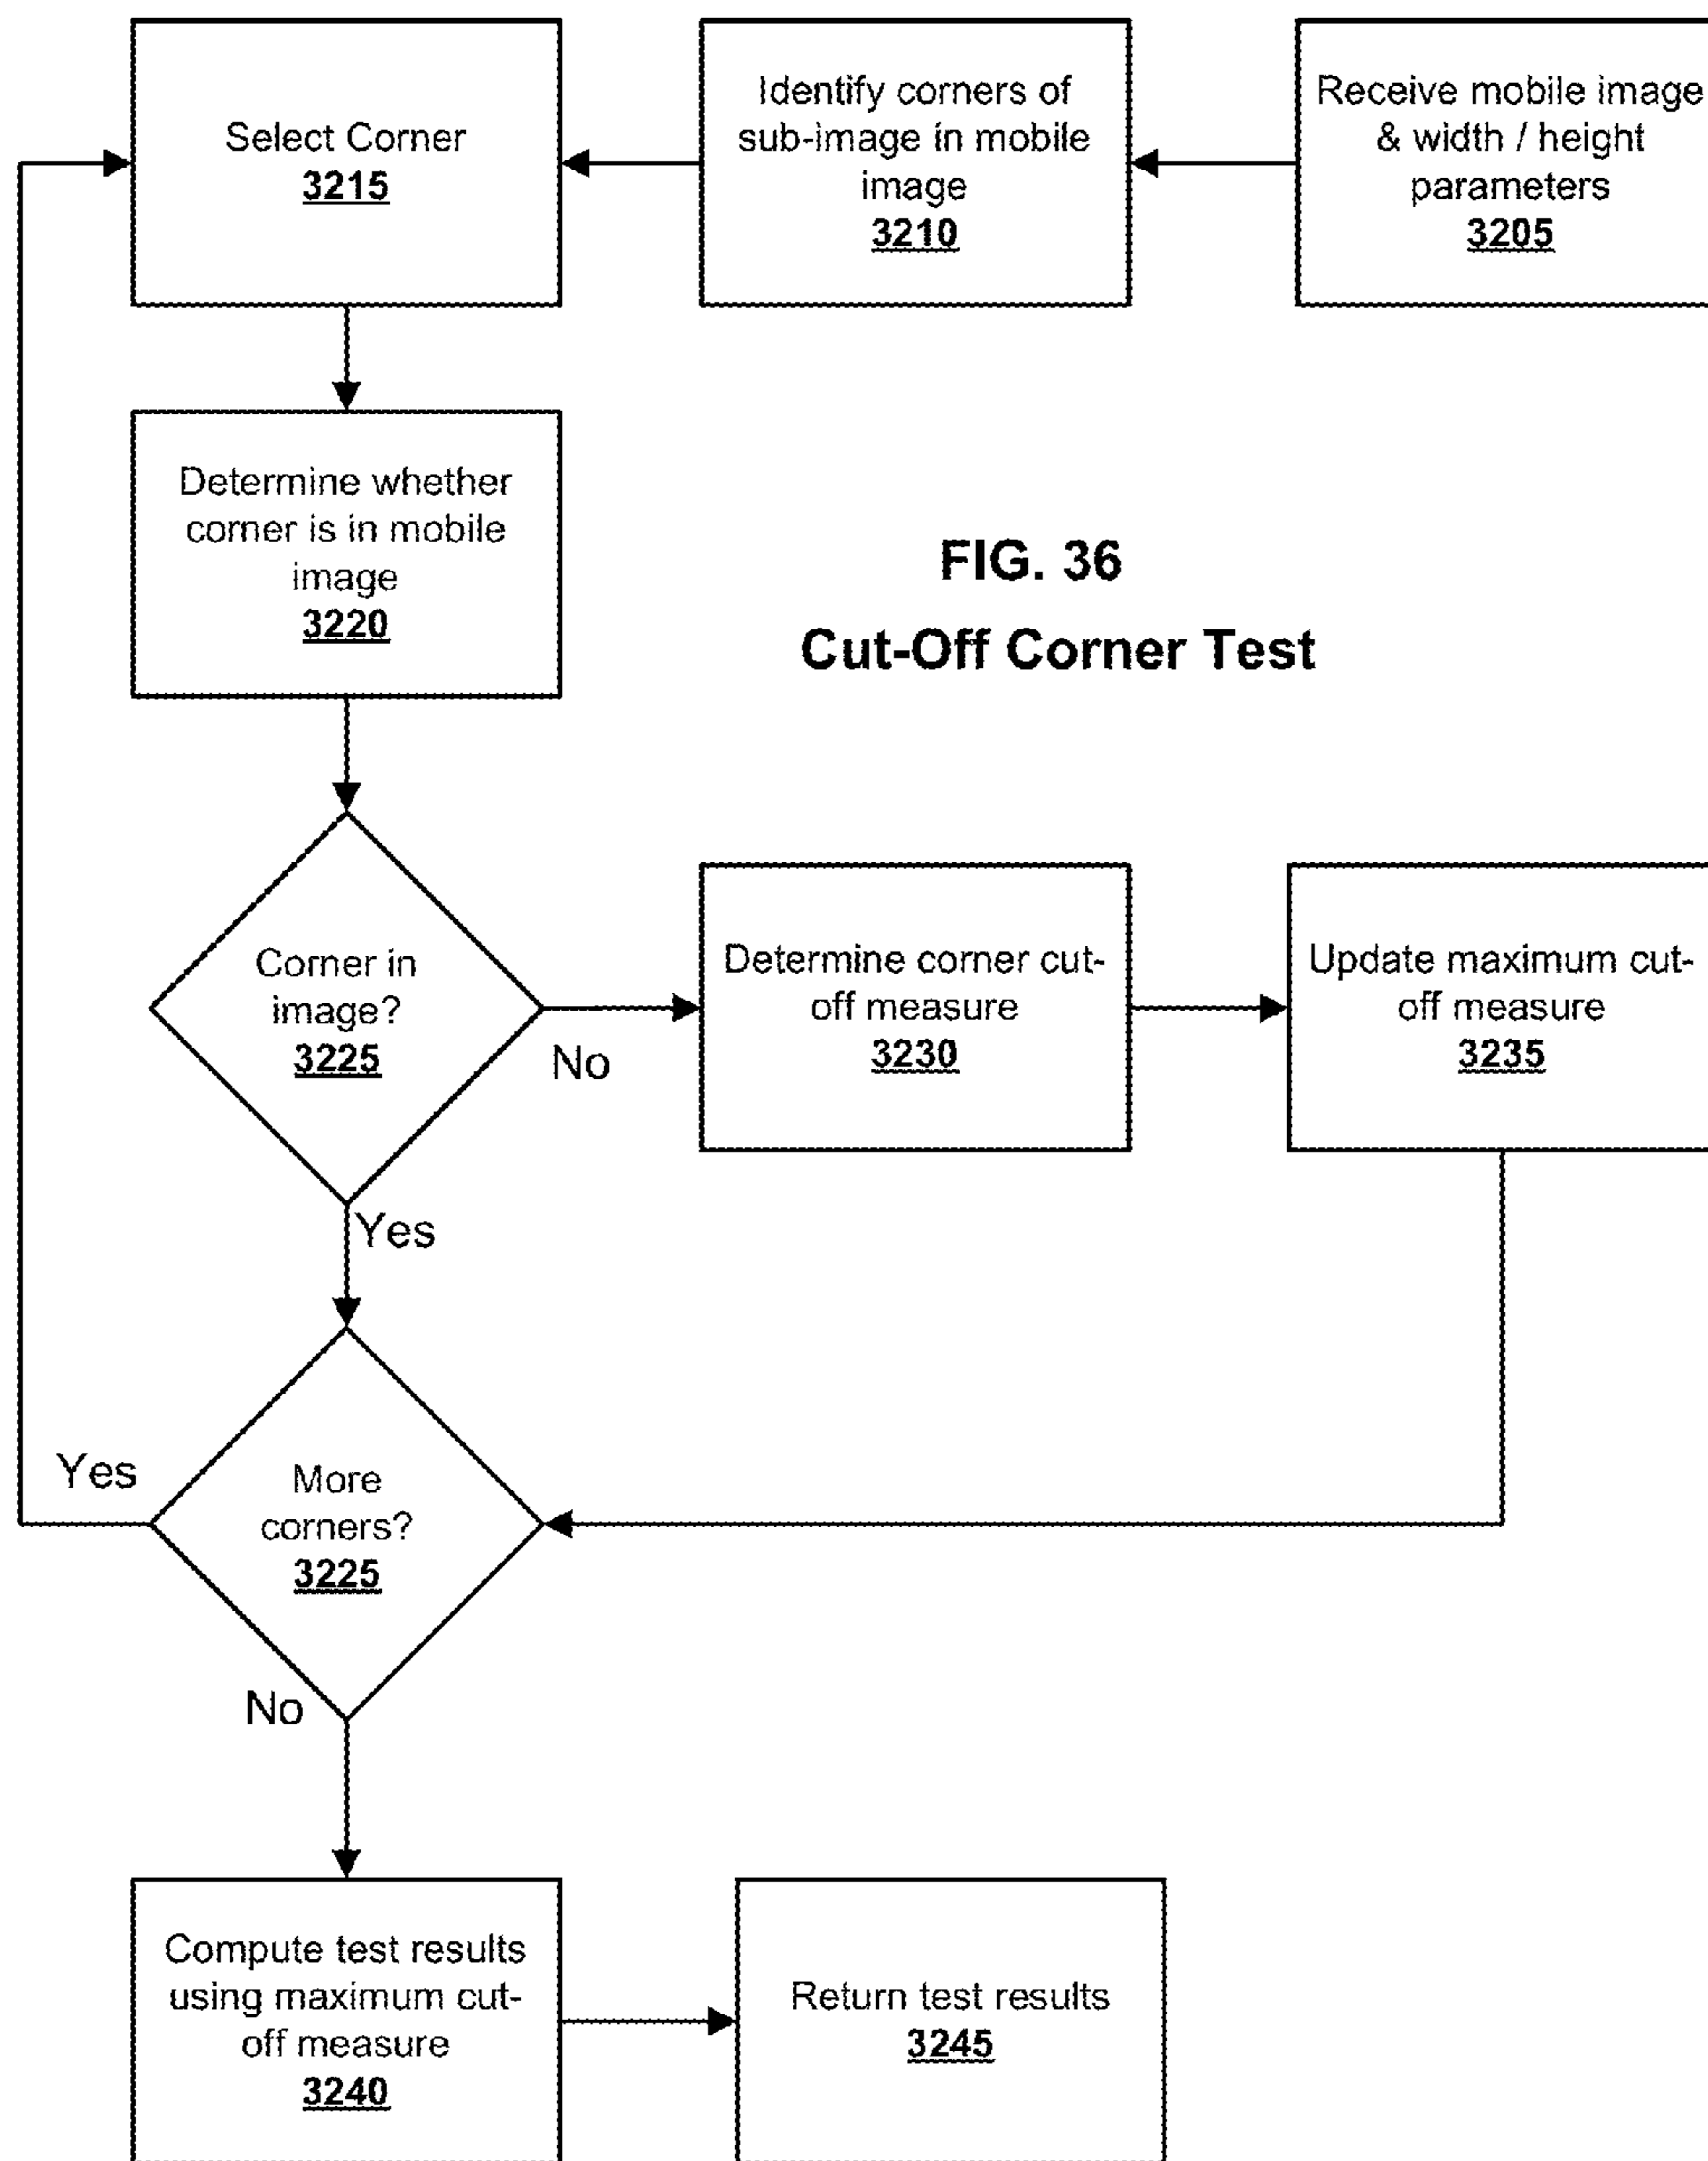 Select Corner
3215
Identify corners of
sub-image in mobile
image
3210
Receive mobile image
& width / height
parameters
3205
Determine whether
corner is in mobile
image
3220
FIG. 36
Cut-Off Corner Test
Corner in
image?
3225
No
Determine corner cut-
off measure
3230
Update maximum cut-
off measure
3235
Yes
Yes
More
corners?
3225
No
Compute test results
using maximum cut-
off measure
3240
Return test results
3245